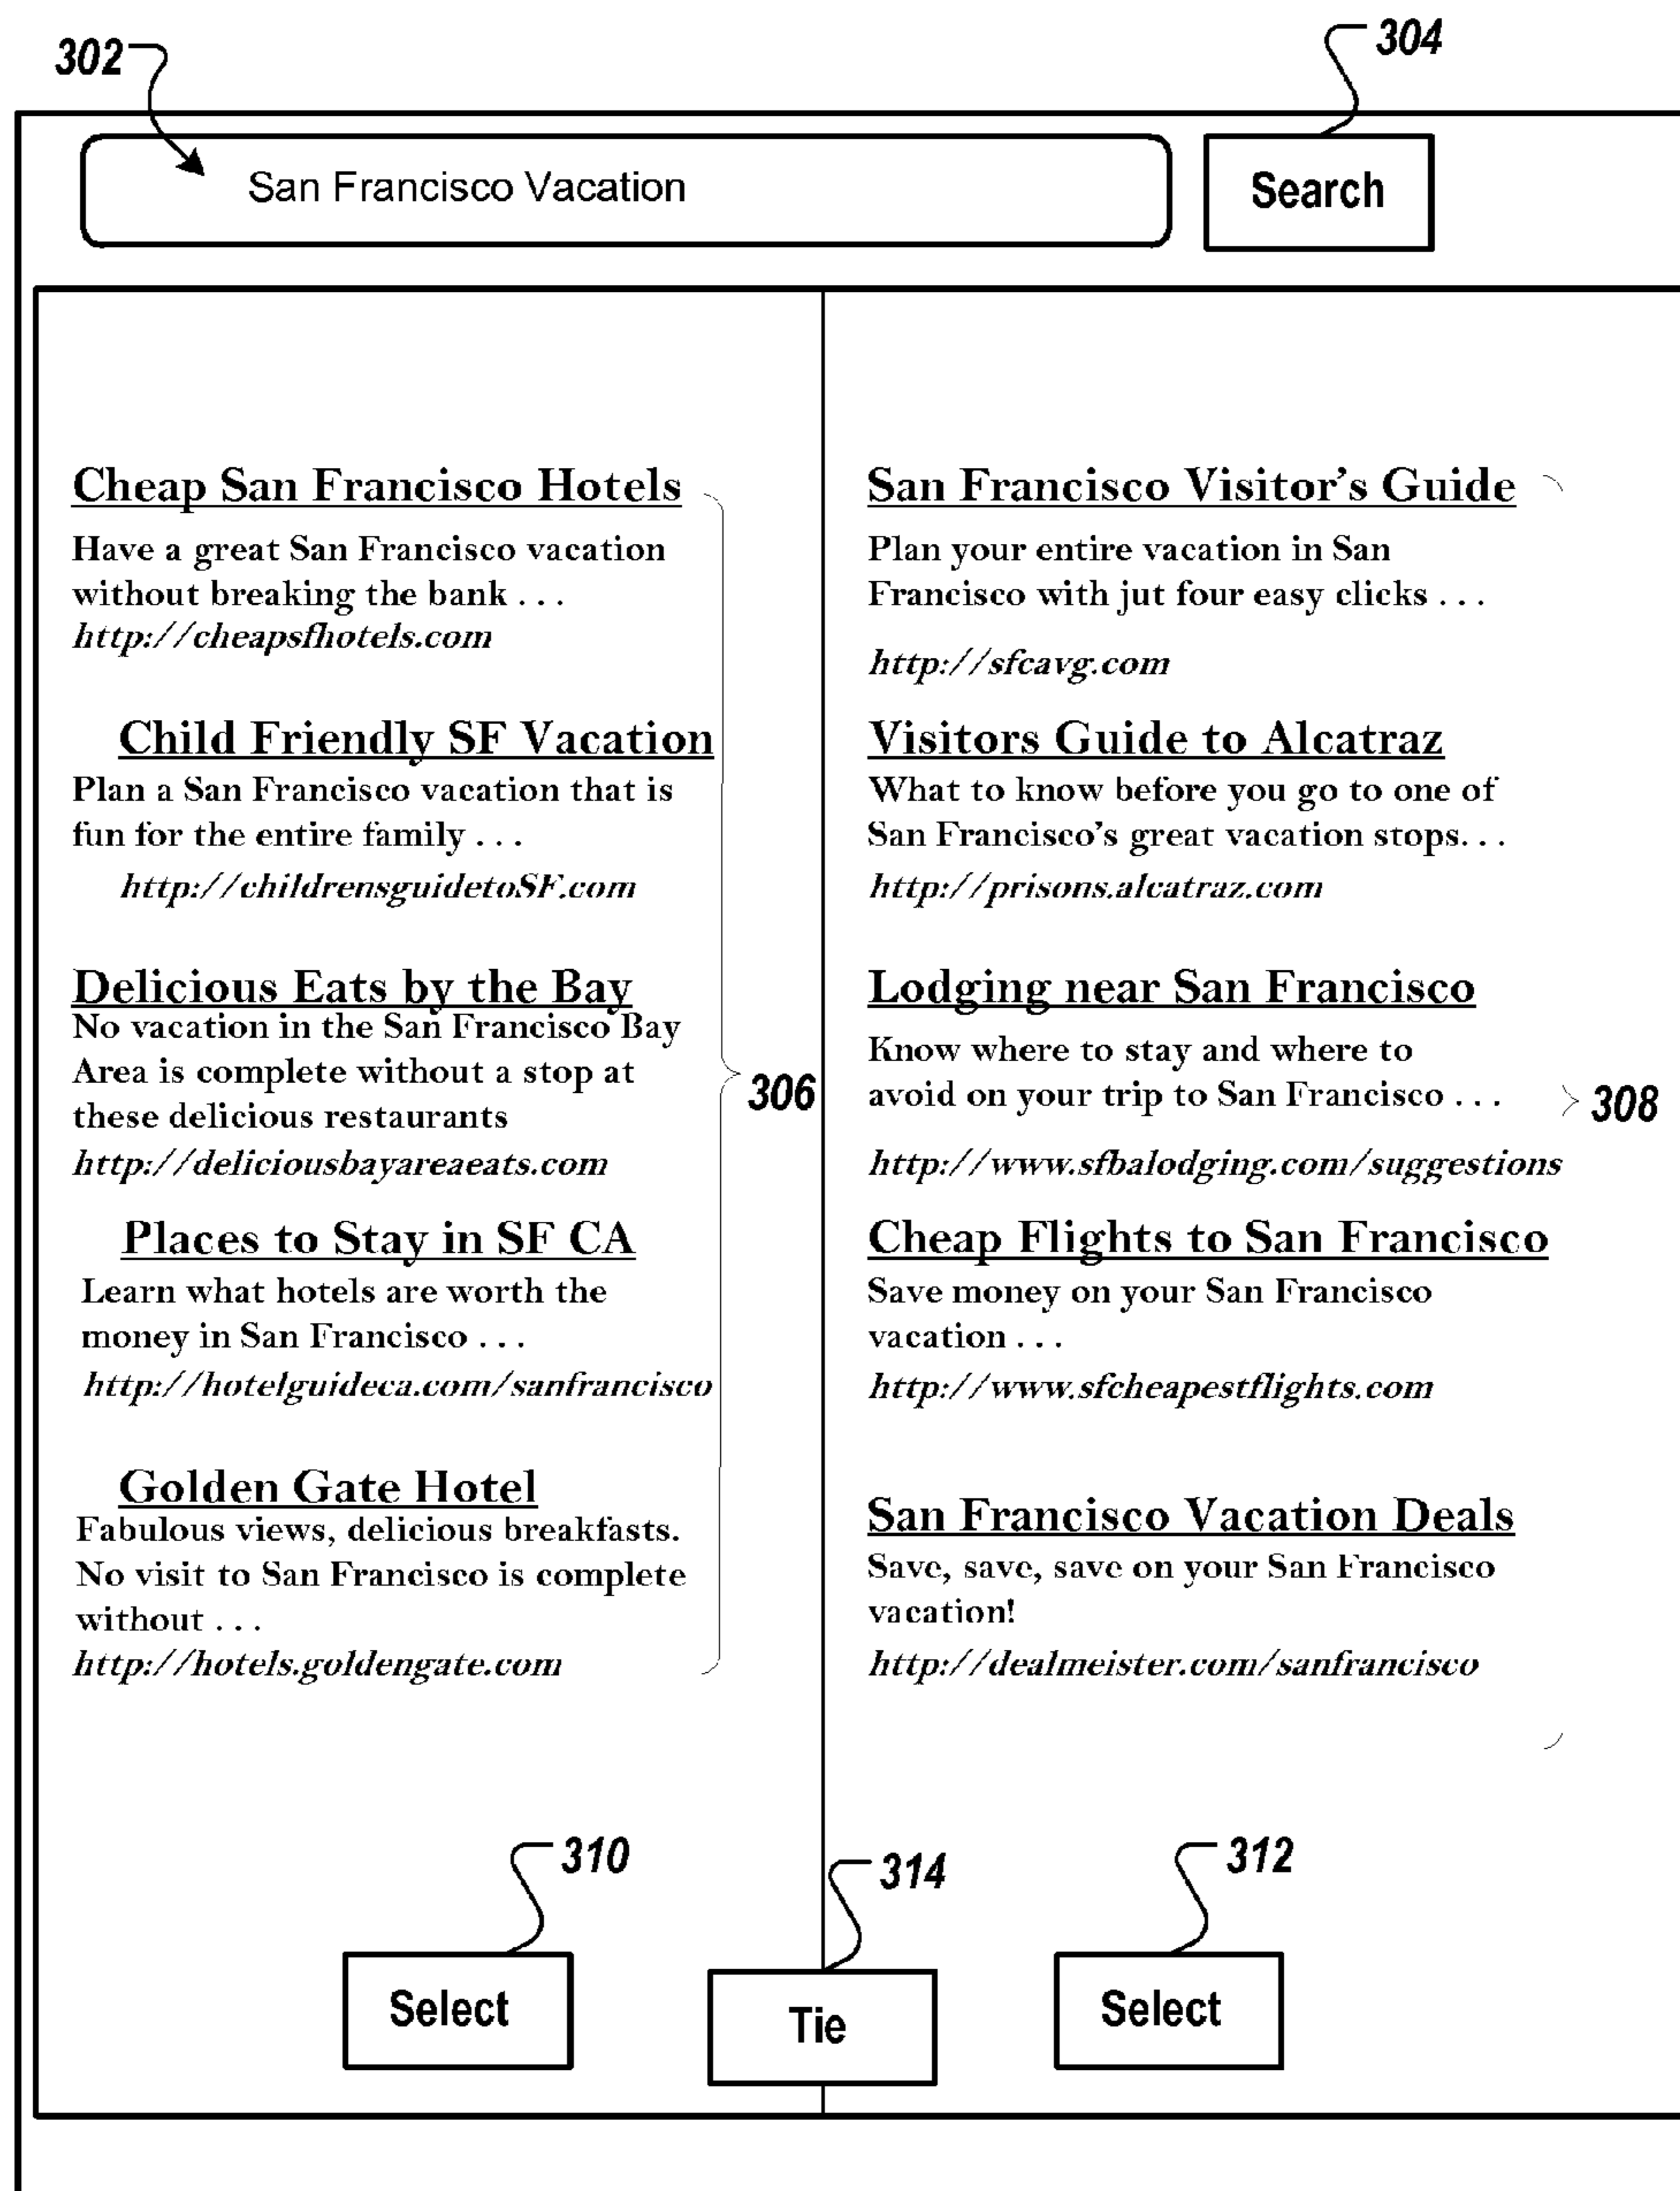 302
304
San Francisco Vacation
Search
Cheap San Francisco Hotels
Have a great San Francisco vacation
without breaking the bank . . .
http://cheapsfhotels.com
Child Friendly SF Vacation
Plan a San Francisco vacation that is
fun for the entire family . . .
http://childrensguidetoSF.com
Delicious Eats by the Bay
No vacation in the San Francisco Bay
Area is complete without a stop at
these delicious restaurants
http://deliciousbayareaeats.com
Places to Stay in SF CA
Learn what hotels are worth the
money in San Francisco . . .
http://hotelguideca.com/sanfrancisco
Golden Gate Hotel
Fabulous views, delicious breakfasts.
No visit to San Francisco is complete
without . . .
http://hotels.goldengate.com
306
San Francisco Visitor's Guide
Plan your entire vacation in San
Francisco with jut four easy clicks . . .
http://sfcavg.com
Visitors Guide to Alcatraz
What to know before you go to one of
San Francisco's great vacation stops. . .
http://prisons.alcatraz.com
Lodging near San Francisco
Know where to stay and where to
avoid on your trip to San Francisco . . .
http://www.sfbalodging.com/suggestions
Cheap Flights to San Francisco
Save money on your San Francisco
vacation . . .
http://www.sfcheapestflights.com
San Francisco Vacation Deals
Save, save, save on your San Francisco
vacation!
http://dealmeister.com/sanfrancisco
308
310
314
312
Select
Tie
Select